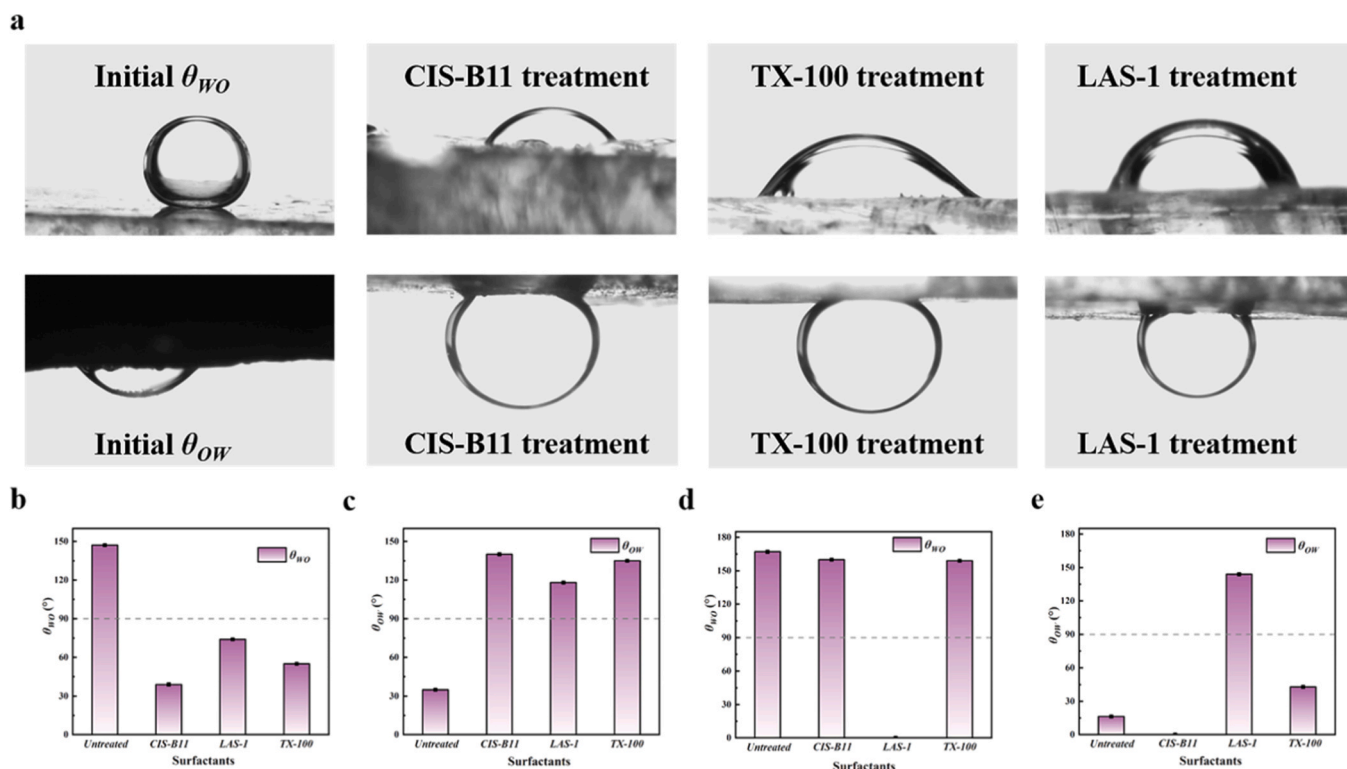 a
Initial θWO
CIS-B11 treatment
TX-100 treatment
LAS-1 treatment
Initial θOW
CIS-B11 treatment
TX-100 treatment
LAS-1 treatment
b
150
120
90
60
30
0
θWO (°)
θWO
Untreated CIS-B11 LAS-1 TX-100
Surfactants
c
150
120
90
60
30
0
θOW (°)
θOW
Untreated CIS-B11 LAS-1 TX-100
Surfactants
d
180
150
120
90
60
30
0
θWO (°)
θWO
Untreated CIS-B11 LAS-1 TX-100
Surfactants
e
180
150
120
90
60
30
0
θOW (°)
θOW
Untreated CIS-B11 LAS-1 TX-100
Surfactants